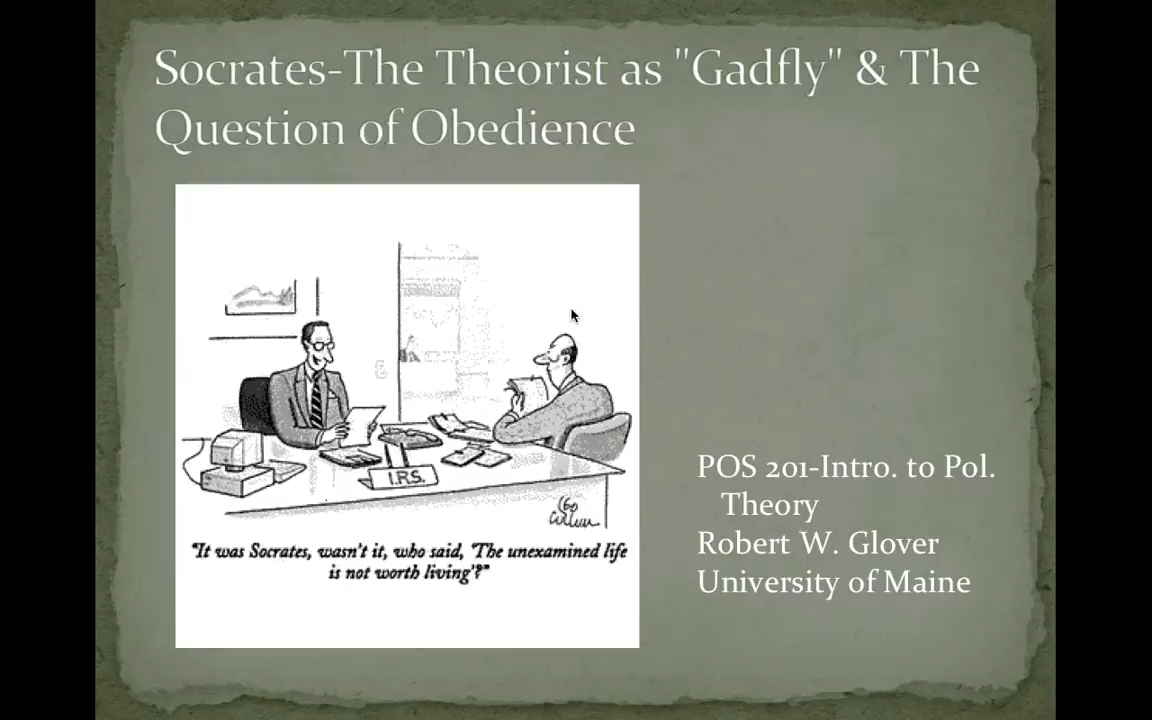 Socrates-The Theorist as "Gadfly" & The
Question of Obedience
I.R.S.
"It was Socrates, wasn't it, who said, 'The unexamined life
is not worth living'?"
POS 201-Intro. to Pol.
Theory
Robert W. Glover
University of Maine